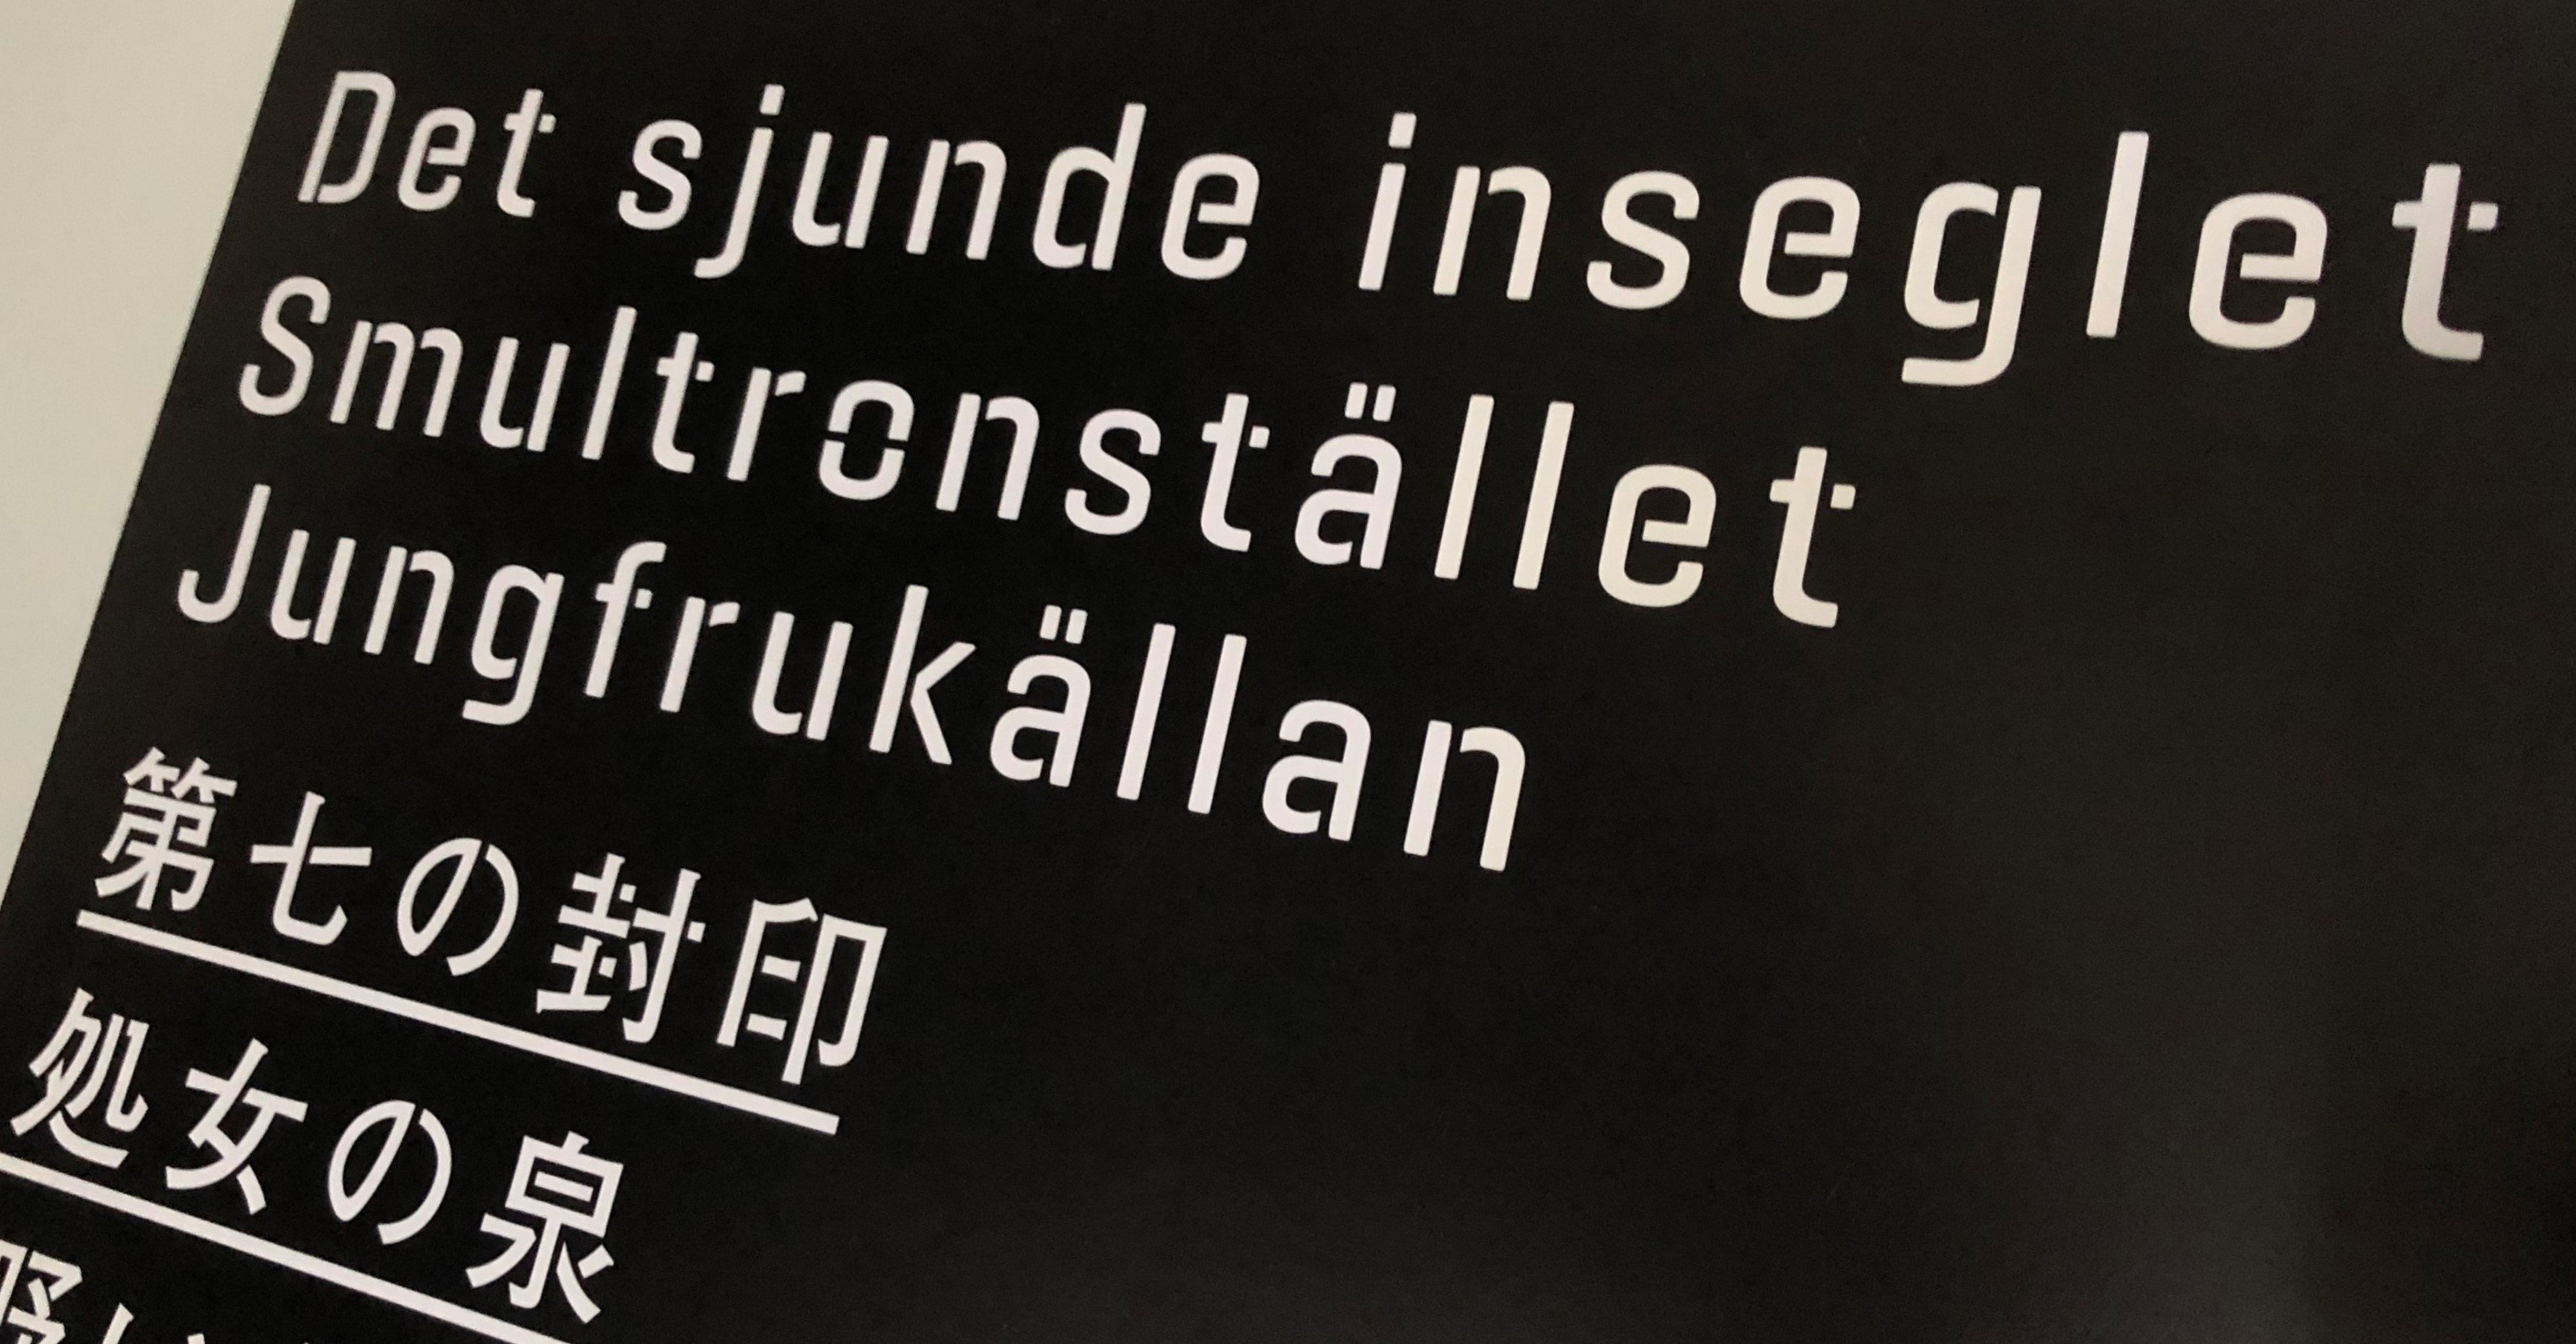 Det sjunde inseglet
Smultronstället
Jungfrukällan
第七の封印
処女の泉